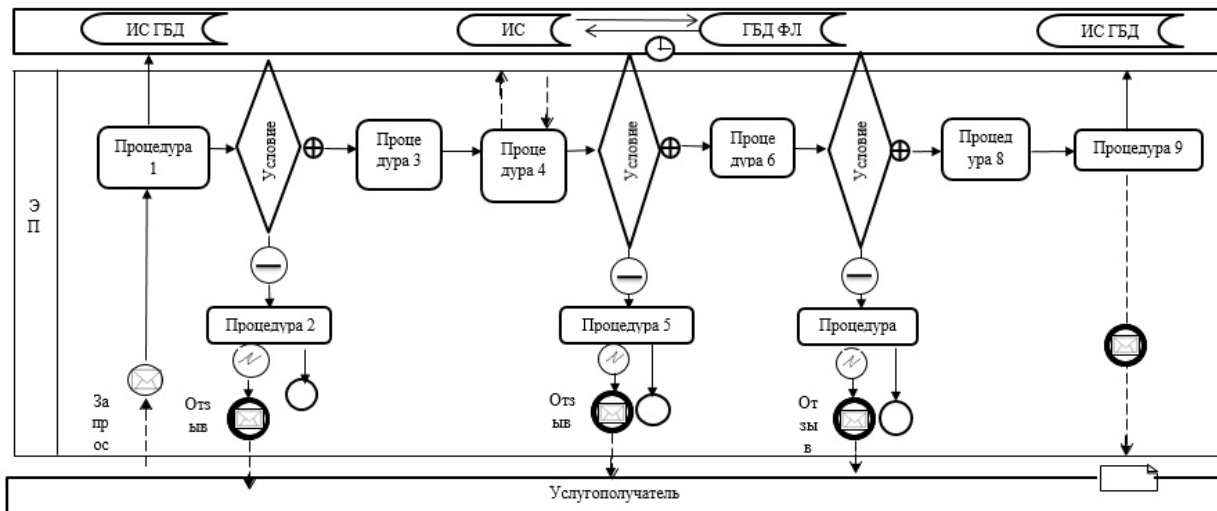 ИС ГБД
ИС
ГБД ФЛ
ИС ГБД
Процедура
1
Условие
Проце
дура 3
Проце
дура 4
Условие
Проце
дура 6
Условие
Процед
ура 8
Процедура 9
Э
П
Процедура 2
Процедура 5
Процедура
За
пр
ос
Отз
ыв
Отз
ыв
От
зы
в
Услугополучатель